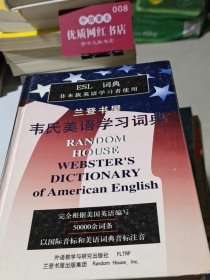 008
优质网红书店
ESL 词典
非本族英语学习者使用
兰登书屋
韦氏美语学习词典
RANDOM
HOUSE
WEBSTER'S
DICTIONARY
of American English
完全根据美国英语编写
50000余词条
以国际音标和美语词典音标注音
外语教学与研究出版社 FLTRP
兰登书屋出版集团 Random House, Inc.